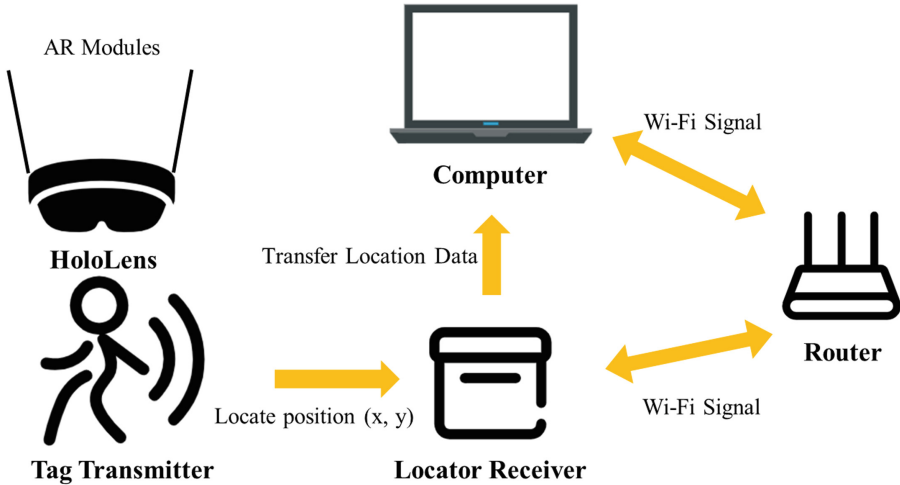 AR Modules
HoloLens
Computer
Wi-Fi Signal
Transfer Location Data
Router
Locate position (x, y)
Wi-Fi Signal
Tag Transmitter
Locator Receiver